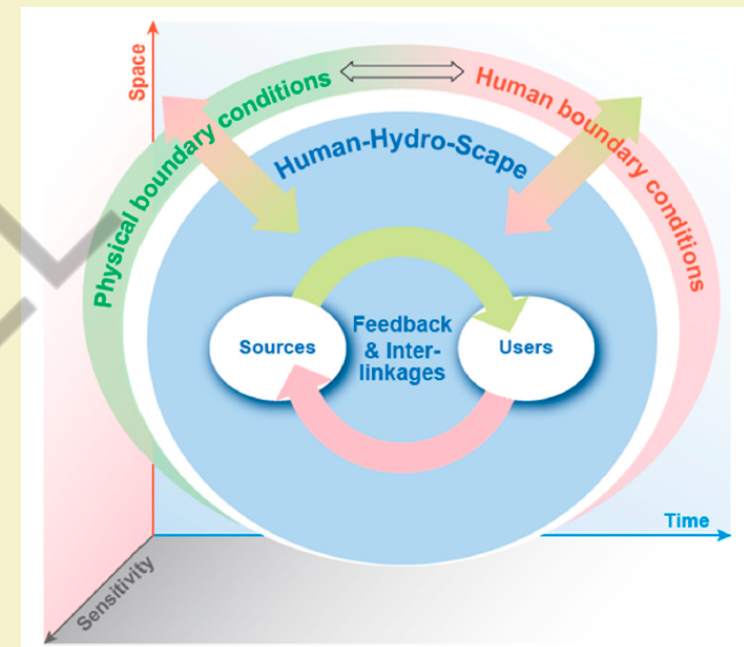 Space
Physical boundary conditions
Human boundary conditions
Human-Hydro-Scape
Sources
Feedback
& Inter-
linkages
Users
Time
Sensitivity